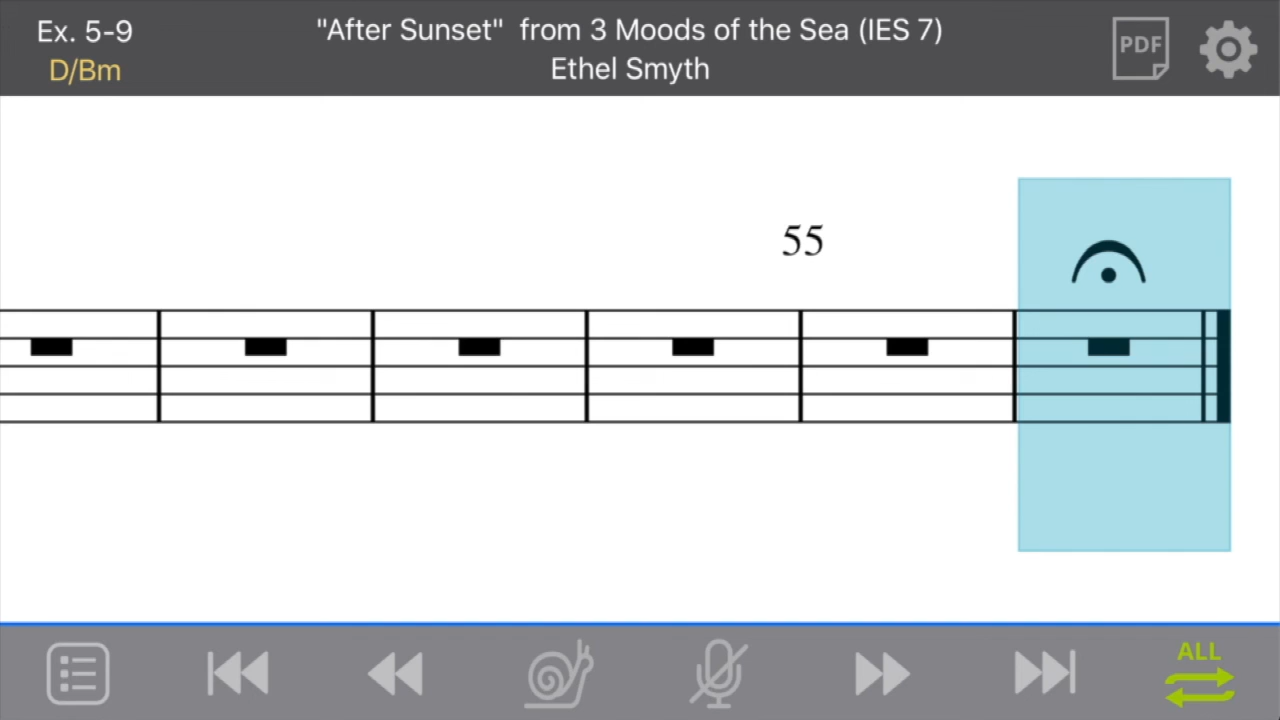 Ex. 5-9
D/Bm
"After Sunset" from 3 Moods of the Sea (IES 7)
Ethel Smyth
PDF
55
ALL